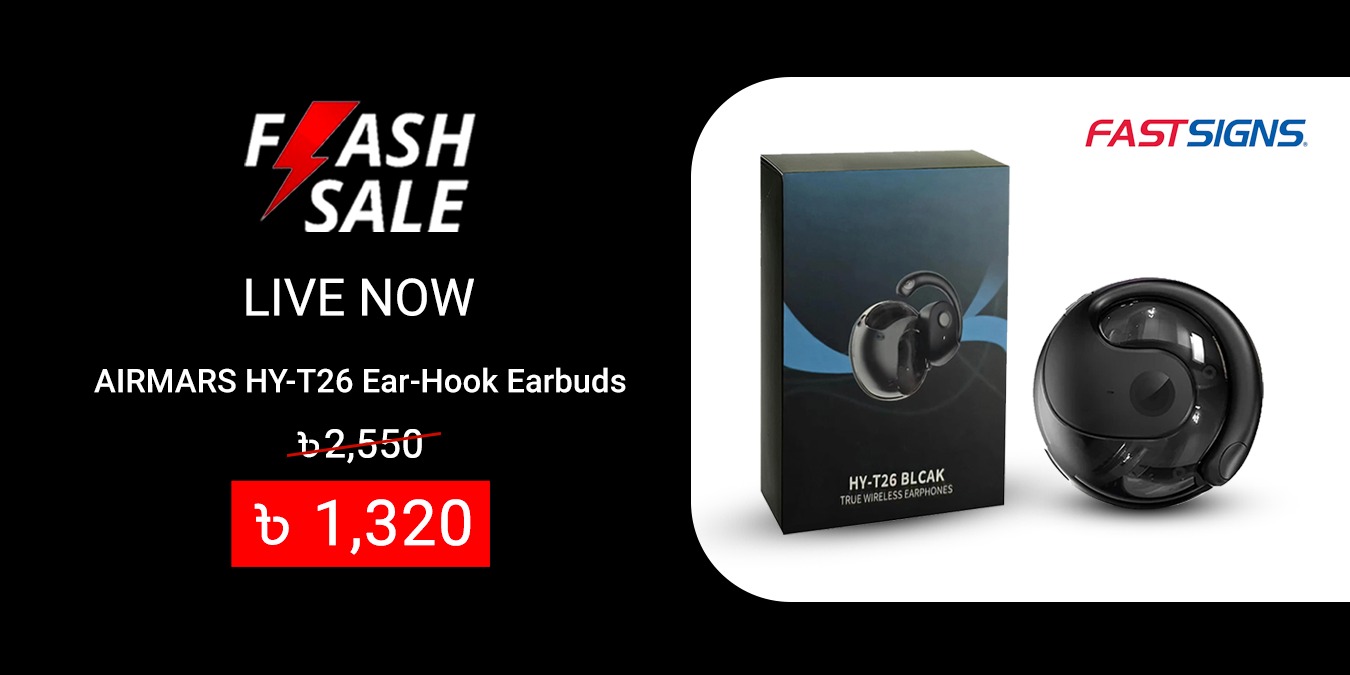 FLASH
SALE
LIVE NOW
AIRMARS HY-T26 Ear-Hook Earbuds
৳2,550
৳ 1,320
FASTSIGNS®
HY-T26 BLCAK
TRUE WIRELESS EARPHONES